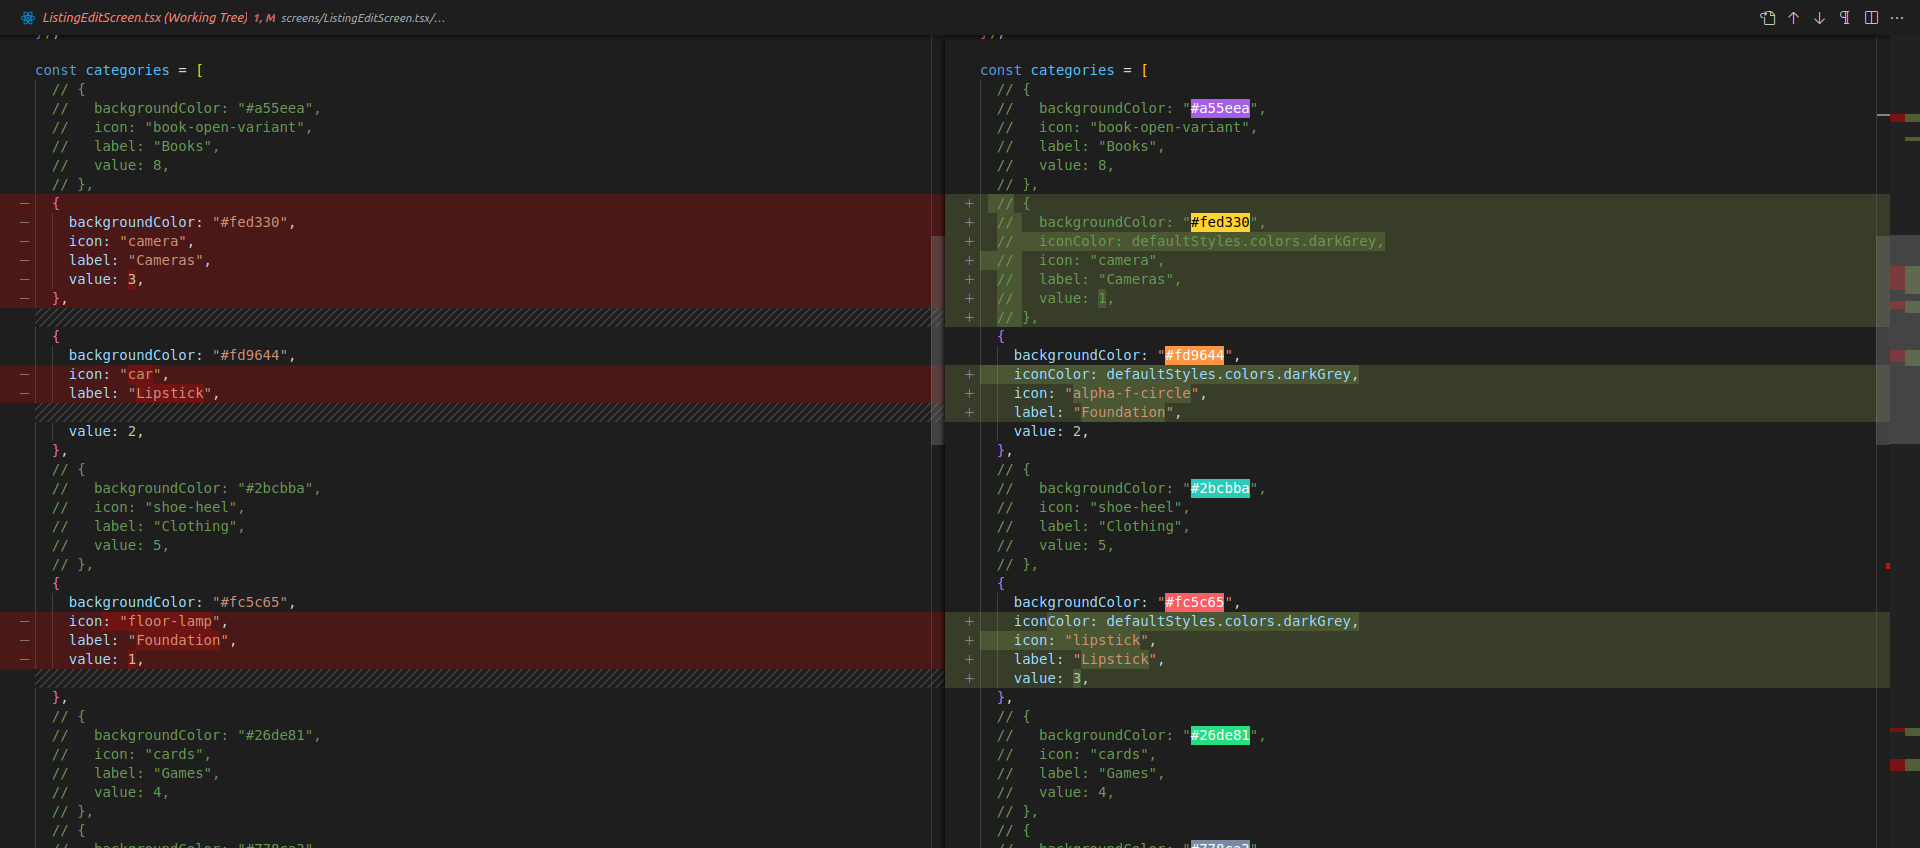 ListingEditScreen.tsx (Working Tree) 1, M screens/ListingEditScreen.tsx/...
const categories = [
// {
//   backgroundColor: "#a55eea",
//   icon: "book-open-variant",
//   label: "Books",
//   value: 8,
// },
— {
— backgroundColor: "#fed330",
— icon: "camera",
— label: "Cameras",
— value: 3,
— },
{
backgroundColor: "#fd9644",
— icon: "car",
— label: "Lipstick",
value: 2,
},
// {
//   backgroundColor: "#2bcbba",
//   icon: "shoe-heel",
//   label: "Clothing",
//   value: 5,
// },
{
backgroundColor: "#fc5c65",
— icon: "floor-lamp",
— label: "Foundation",
— value: 1,
},
// {
//   backgroundColor: "#26de81",
//   icon: "cards",
//   label: "Games",
//   value: 4,
// },
// {
//   backgroundColor: "#778ca3"
const categories = [
// {
//   backgroundColor: "#a55eea",
//   icon: "book-open-variant",
//   label: "Books",
//   value: 8,
// },
+ // {
+ //   backgroundColor: "#fed330",
+ //   iconColor: defaultStyles.colors.darkGrey,
+ //   icon: "camera",
+ //   label: "Cameras",
+ //   value: 1,
+ // },
{
backgroundColor: "#fd9644",
+ iconColor: defaultStyles.colors.darkGrey,
+ icon: "alpha-f-circle",
+ label: "Foundation",
value: 2,
},
// {
//   backgroundColor: "#2bcbba",
//   icon: "shoe-heel",
//   label: "Clothing",
//   value: 5,
// },
{
backgroundColor: "#fc5c65",
+ iconColor: defaultStyles.colors.darkGrey,
+ icon: "lipstick",
+ label: "Lipstick",
+ value: 3,
},
// {
//   backgroundColor: "#26de81",
//   icon: "cards",
//   label: "Games",
//   value: 4,
// },
// {
//   backgroundColor: "#778ca3"